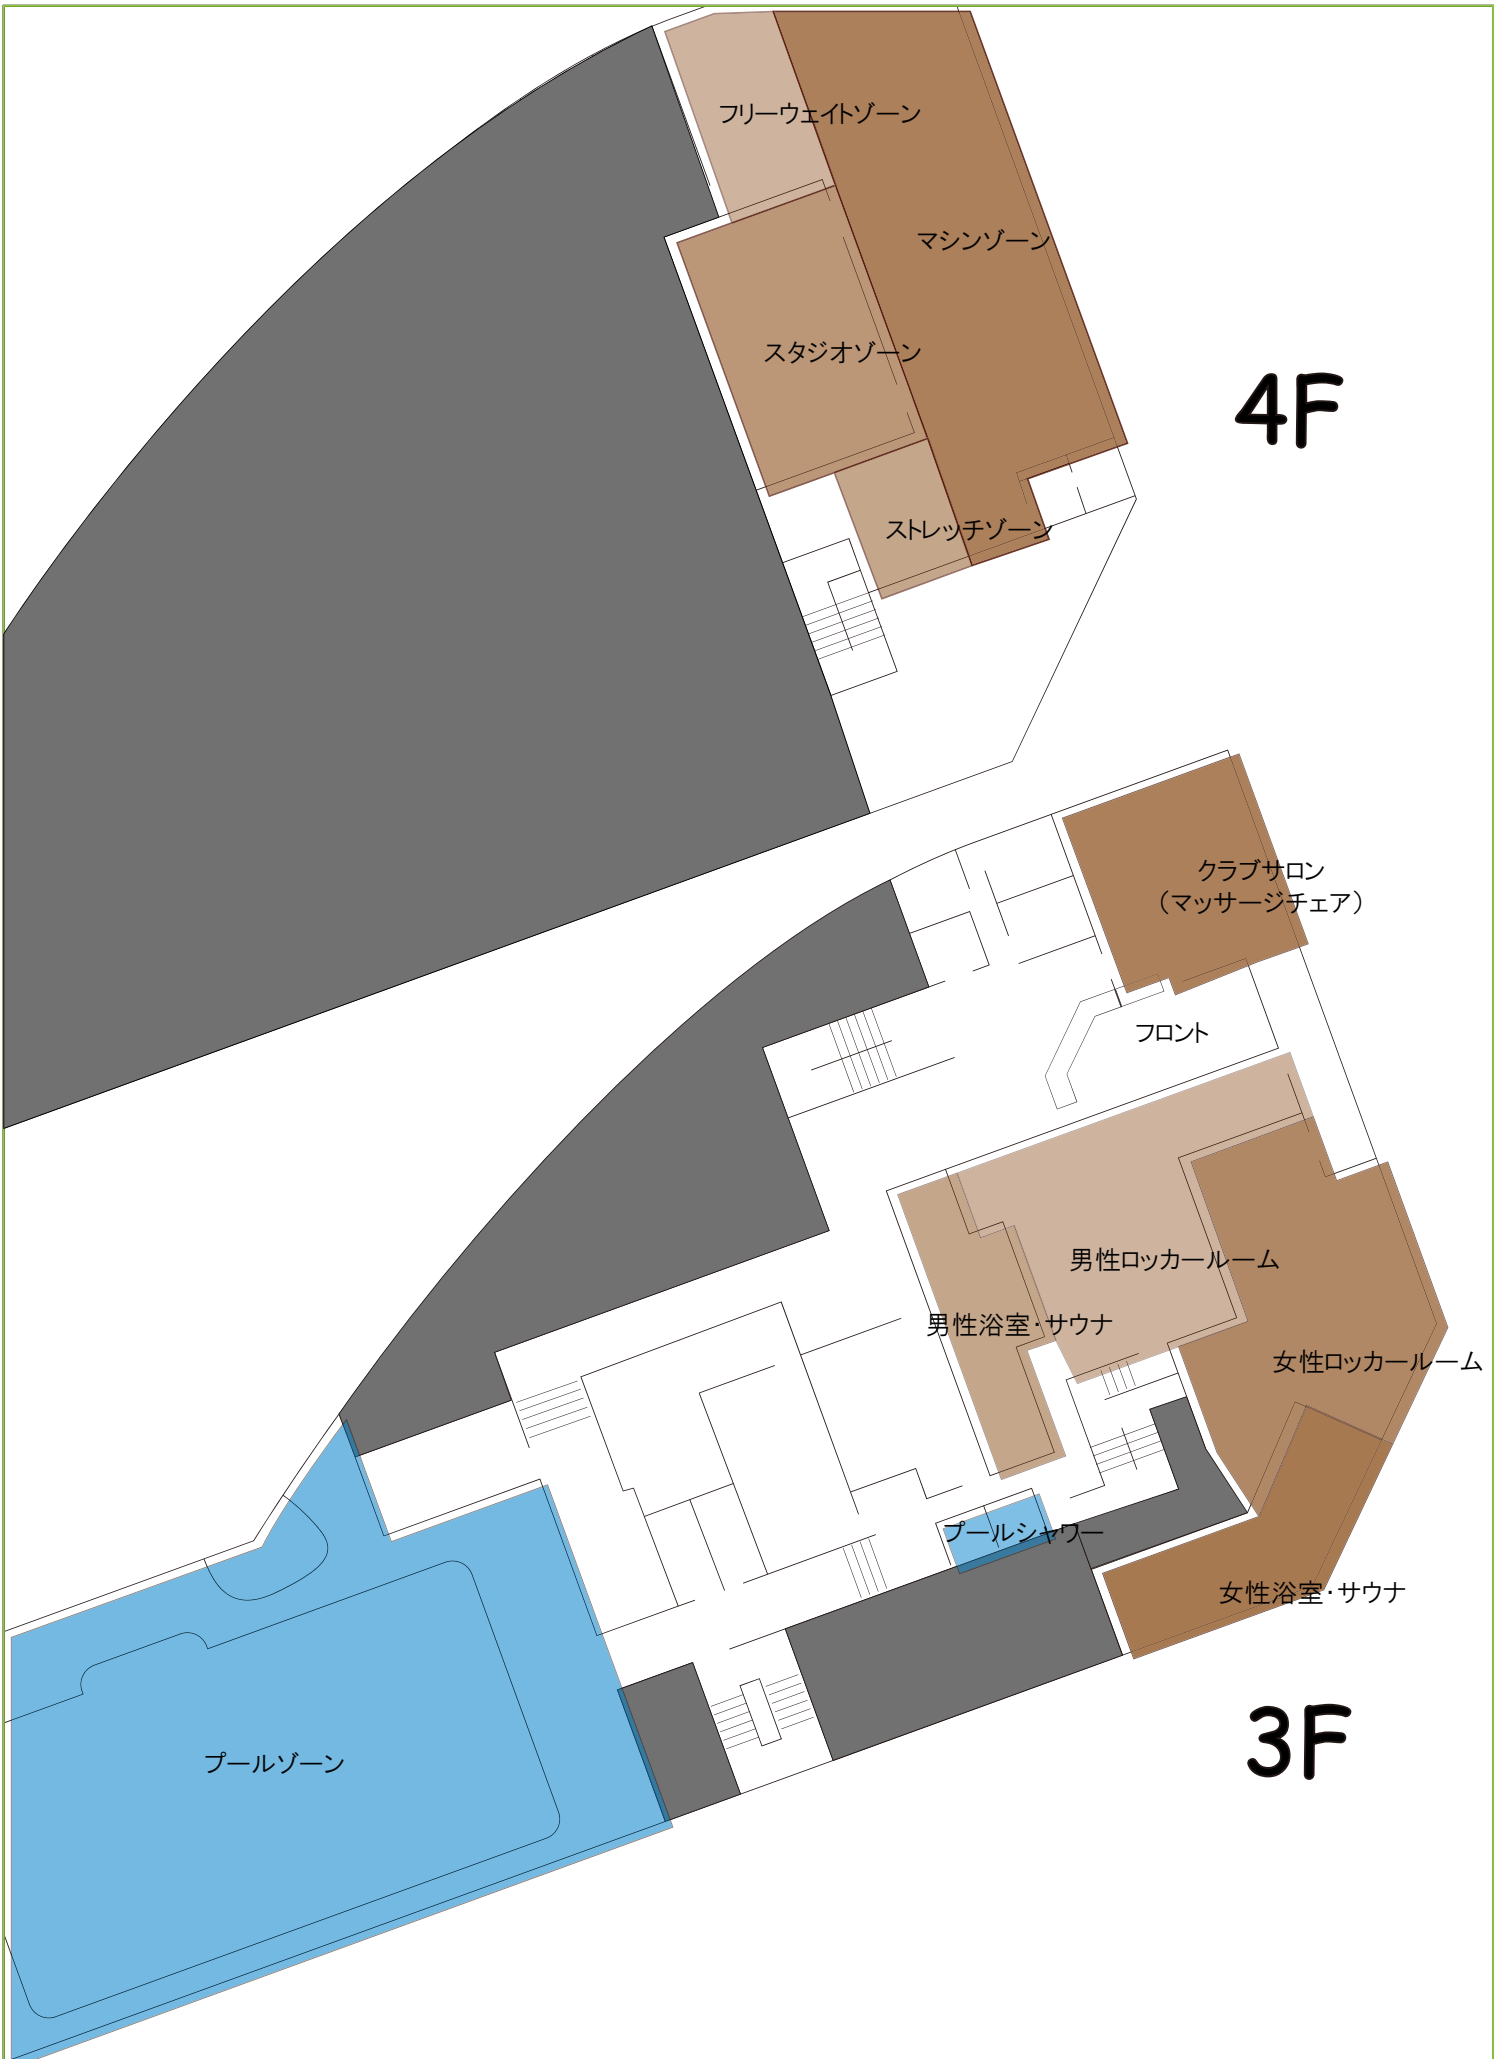 フリーウェイトゾーン
マシンゾーン
スタジオゾーン
4F
ストレッチゾーン
クラブサロン
（マッサージチェア）
フロント
男性ロッカールーム
男性浴室・サウナ
女性ロッカールーム
プールシャワー
女性浴室・サウナ
3F
プールゾーン